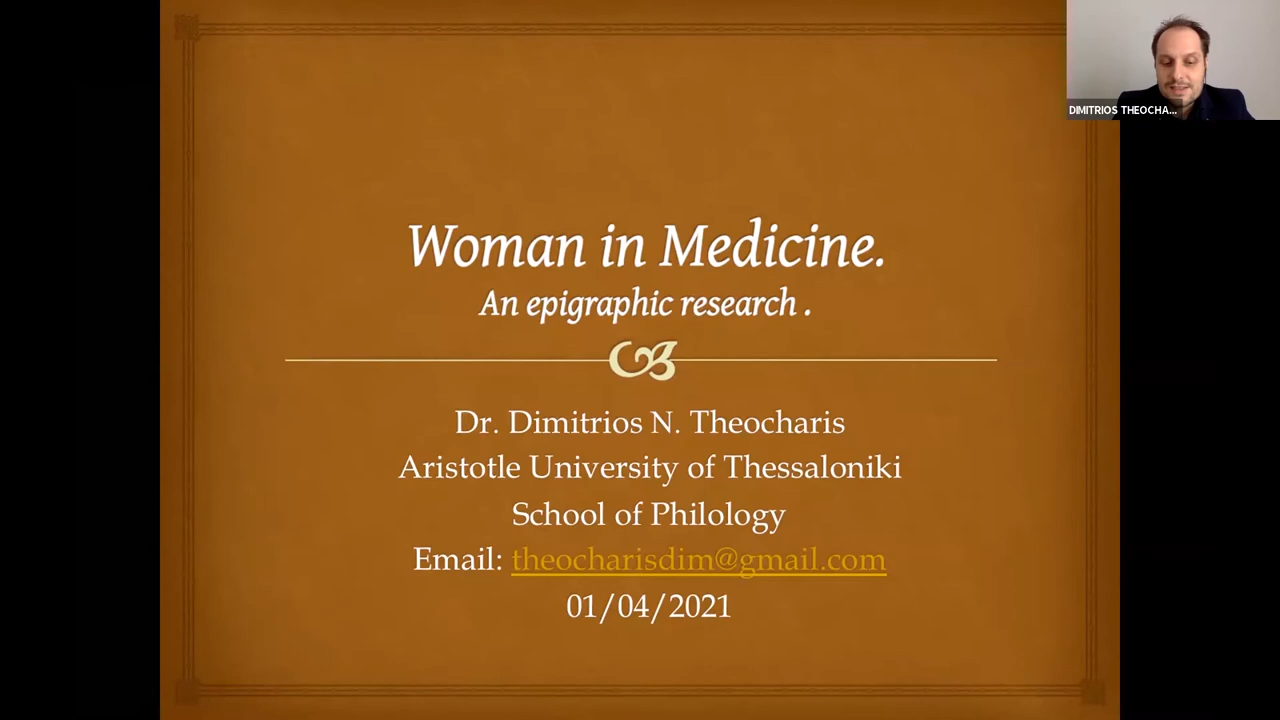 Woman in Medicine.
An epigraphic research .
Dr. Dimitrios N. Theocharis
Aristotle University of Thessaloniki
School of Philology
Email: theocharisdim@gmail.com
01/04/2021
DIMITRIOS THEOCHA...